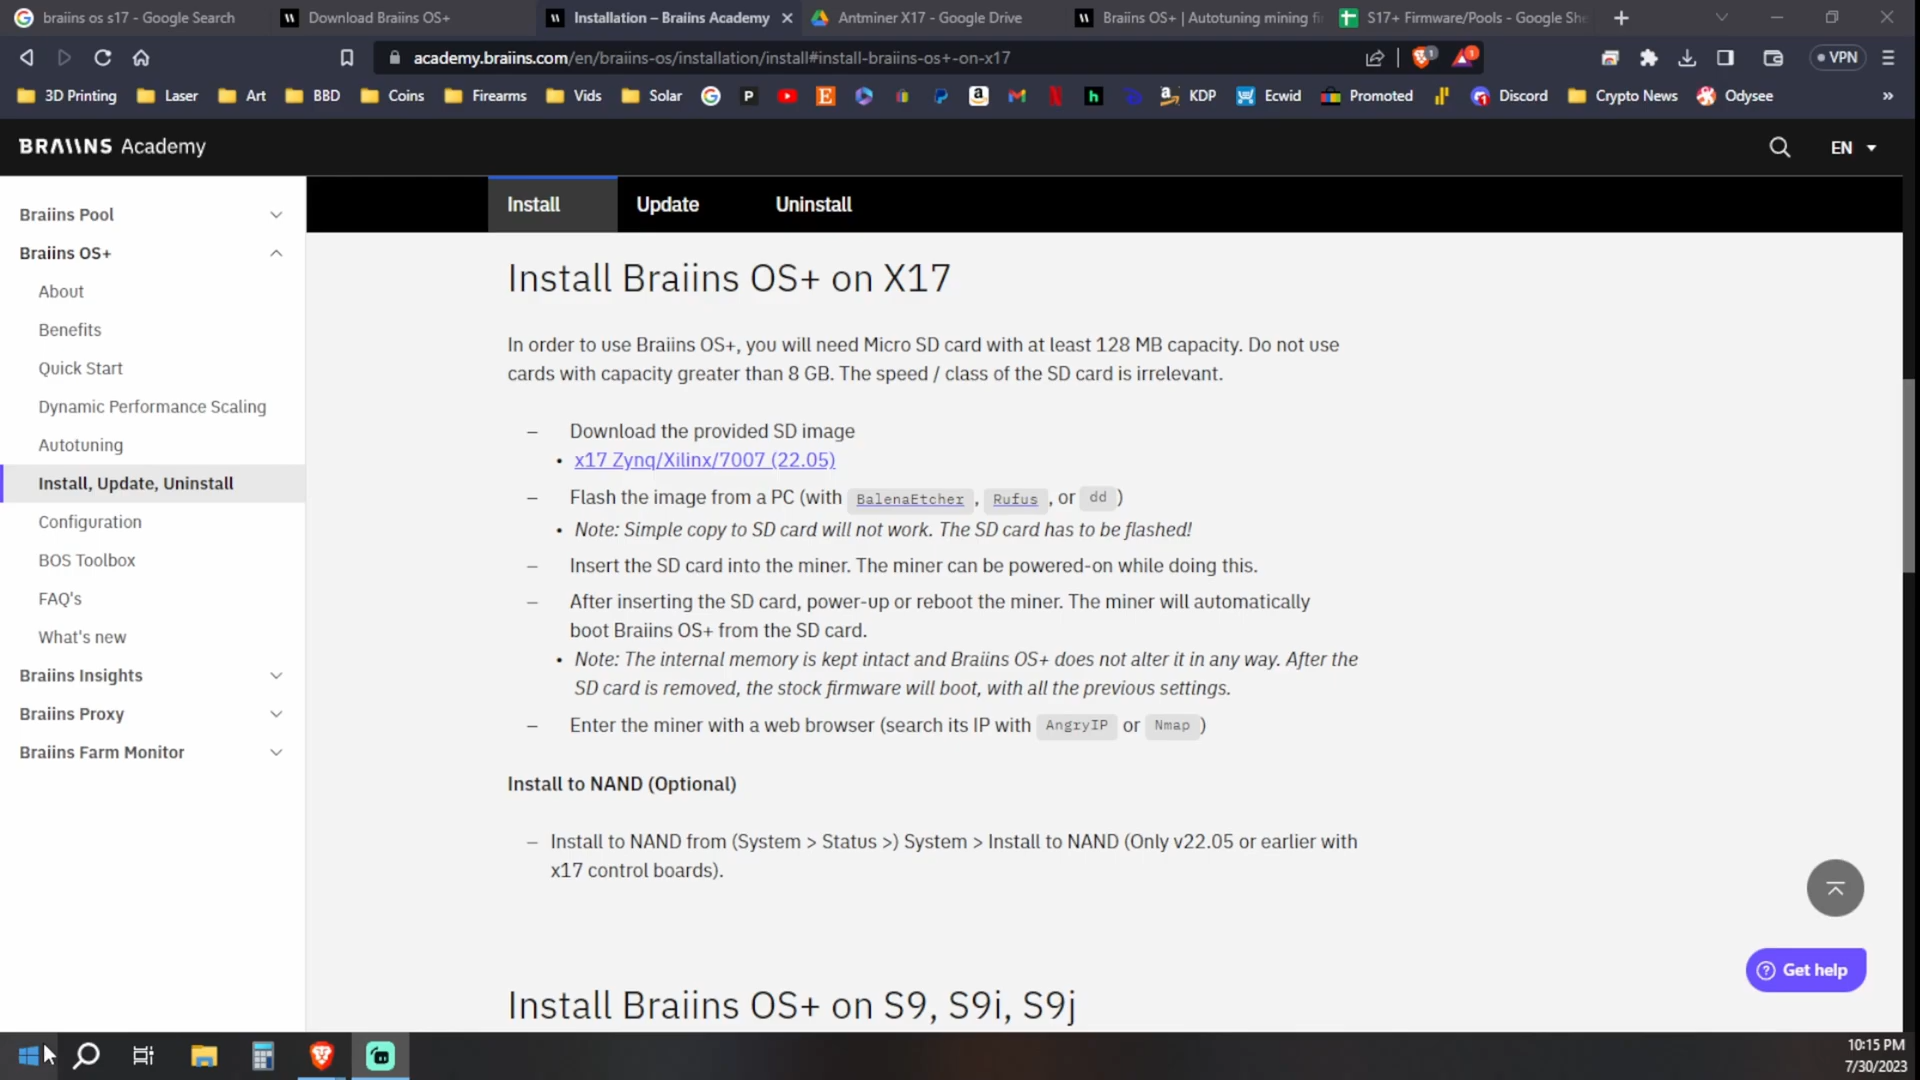 braiins os s17 - Google Search
Download Braiins OS+
Installation – Braiins Academy
Antminer X17 - Google Drive
Braiins OS+ | Autotuning mining fi
S17+ Firmware/Pools - Google She
academy.braiins.com/en/braiins-os/installation/install#install-braiins-os+-on-x17
1
1
VPN
3D Printing
Laser
Art
BBD
Coins
Firearms
Vids
Solar
KDP
Ecwid
Promoted
Discord
Crypto News
Odysee
BRAIINS Academy
EN
Braiins Pool
Braiins OS+
About
Benefits
Quick Start
Dynamic Performance Scaling
Autotuning
Install, Update, Uninstall
Configuration
BOS Toolbox
FAQ's
What's new
Braiins Insights
Braiins Proxy
Braiins Farm Monitor
Install
Update
Uninstall
Install Braiins OS+ on X17
In order to use Braiins OS+, you will need Micro SD card with at least 128 MB capacity. Do not use
cards with capacity greater than 8 GB. The speed / class of the SD card is irrelevant.
– Download the provided SD image
• x17 Zynq/Xilinx/7007 (22.05)
– Flash the image from a PC (with BalenaEtcher , Rufus , or dd )
• Note: Simple copy to SD card will not work. The SD card has to be flashed!
– Insert the SD card into the miner. The miner can be powered-on while doing this.
– After inserting the SD card, power-up or reboot the miner. The miner will automatically
boot Braiins OS+ from the SD card.
• Note: The internal memory is kept intact and Braiins OS+ does not alter it in any way. After the
SD card is removed, the stock firmware will boot, with all the previous settings.
– Enter the miner with a web browser (search its IP with AngryIP or Nmap )
Install to NAND (Optional)
– Install to NAND from (System > Status >) System > Install to NAND (Only v22.05 or earlier with
x17 control boards).
Get help
Install Braiins OS+ on S9, S9i, S9j
10:15 PM
7/30/2023